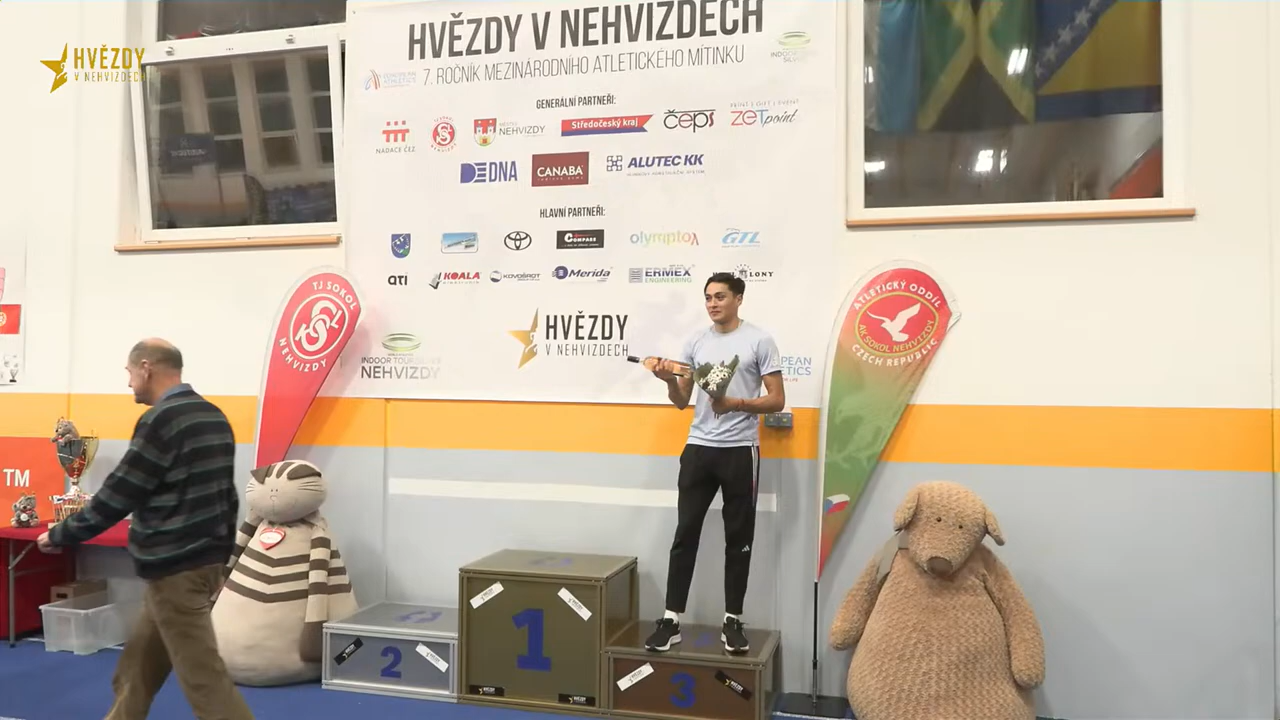 HVĚZDY
V NEHVIZDECH
HVĚZDY V NEHVIZDECH
7. ROČNÍK MEZINÁRODNÍHO ATLETICKÉHO MÍTINKU
GENERÁLNÍ PARTNEŘI:
NADACE ČEZ
NEHVIZDY
Středočeský kraj
čeps
ZETpoint
DNA
CANABA
ALUTEC KK
HLAVNÍ PARTNEŘI:
COMPASS
olymptoy
GTL
ati
KOALA
KOVOŠROT
Merida
ERMEX
ENGINEERING
LONY
HVĚZDY
V NEHVIZDECH
INDOOR TOUR
NEHVIZDY
TJ SOKOL
NEHVIZDY
ATLETICKÝ ODDÍL
AK SOKOL NEHVIZDY
CZECH REPUBLIC
TM
1
2
3